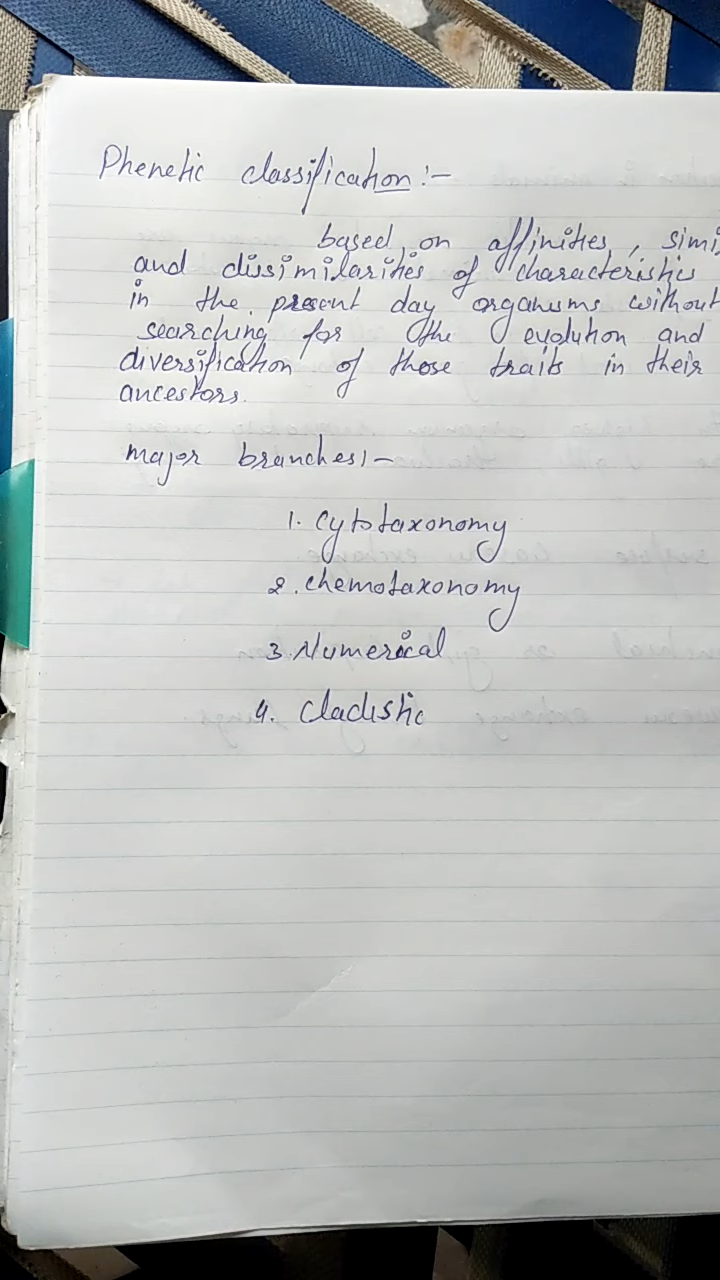 Phenetic classification :-
based on affinities, simi
and dissimilarities of characteristics
in the present day organisms without
searching for the evolution and
diversification of those traits in their
ancestors.
major branches :-
1. Cytotaxonomy
2. chemotaxonomy
3. Numerical
4. Cladistic